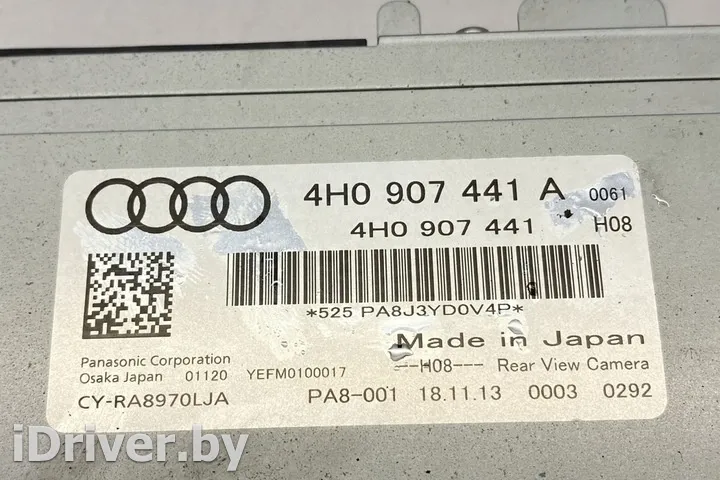 4H0 907 441 A 0061
4H0 907 441 H08
*525 PA8J3YD0V4P*
Made in Japan
Panasonic Corporation
Osaka Japan 01120 YEFM0100017
--H08--- Rear View Camera
CY-RA8970LJA PA8-001 18.11.13 0003 0292
iDriver.by